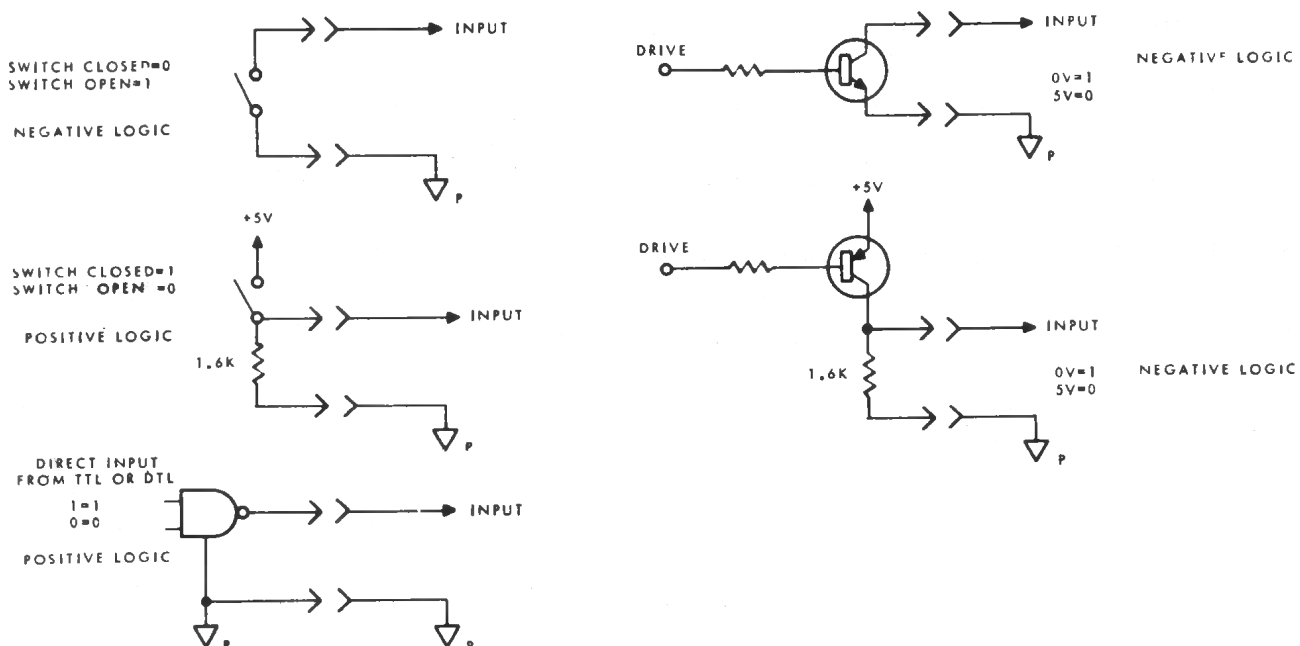 INPUT
SWITCH CLOSED=0
SWITCH OPEN=1
NEGATIVE LOGIC
P
+5V
SWITCH CLOSED=1
SWITCH OPEN =0
INPUT
POSITIVE LOGIC
1.6K
P
DIRECT INPUT
FROM TTL OR DTL
1=1
0=0
INPUT
POSITIVE LOGIC
P
P
INPUT
DRIVE
NEGATIVE LOGIC
0V=1
5V=0
P
+5V
DRIVE
INPUT
1.6K
0V=1
5V=0
NEGATIVE LOGIC
P